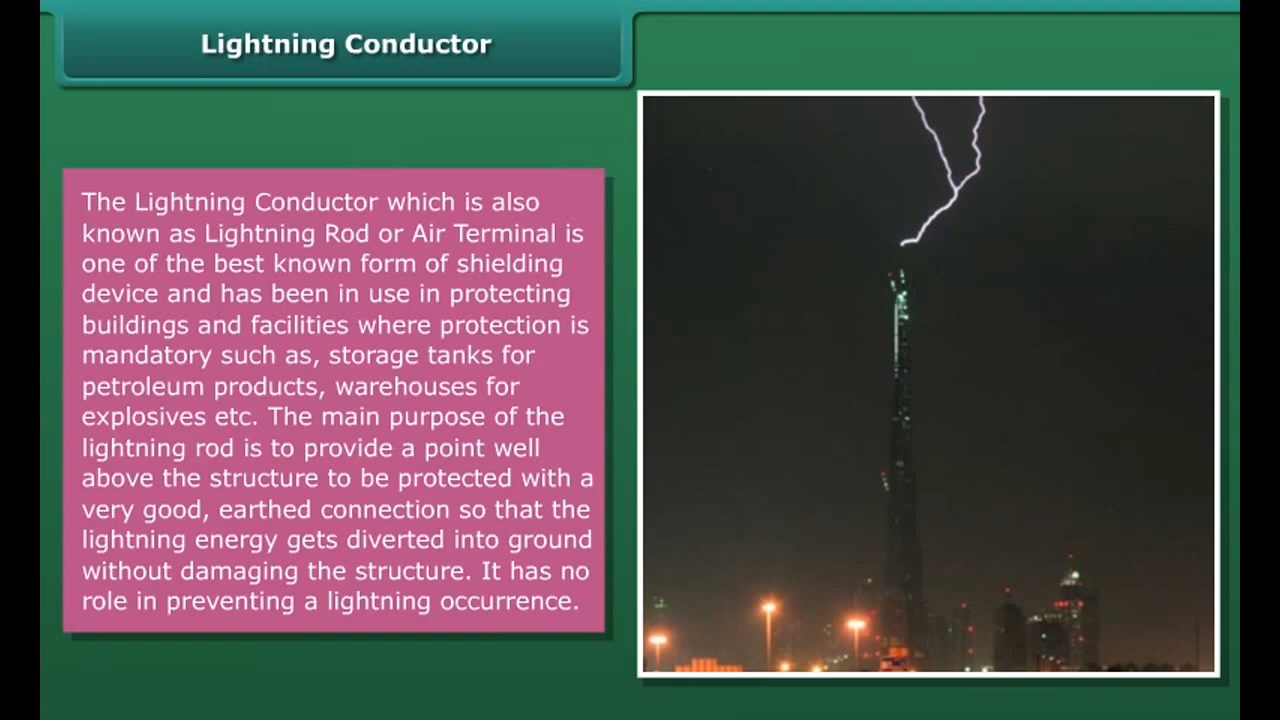 Lightning Conductor
The Lightning Conductor which is also
known as Lightning Rod or Air Terminal is
one of the best known form of shielding
device and has been in use in protecting
buildings and facilities where protection is
mandatory such as, storage tanks for
petroleum products, warehouses for
explosives etc. The main purpose of the
lightning rod is to provide a point well
above the structure to be protected with a
very good, earthed connection so that the
lightning energy gets diverted into ground
without damaging the structure. It has no
role in preventing a lightning occurrence.